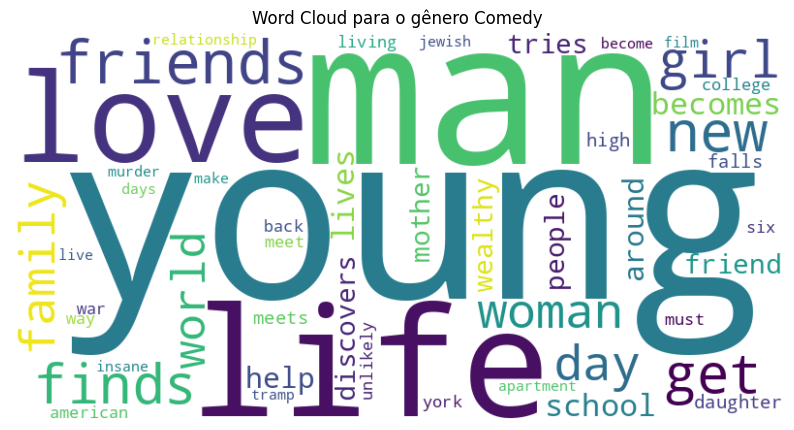 Word Cloud para o gênero Comedy
relationship living jewish tries become film
friends love man girl college
becomes new high falls
murder days make young lives mother wealthy people around six
family live world back meet friend
war way discovers unlikely life woman must
meets day get
insane finds help tramp york apartment school daughter
american